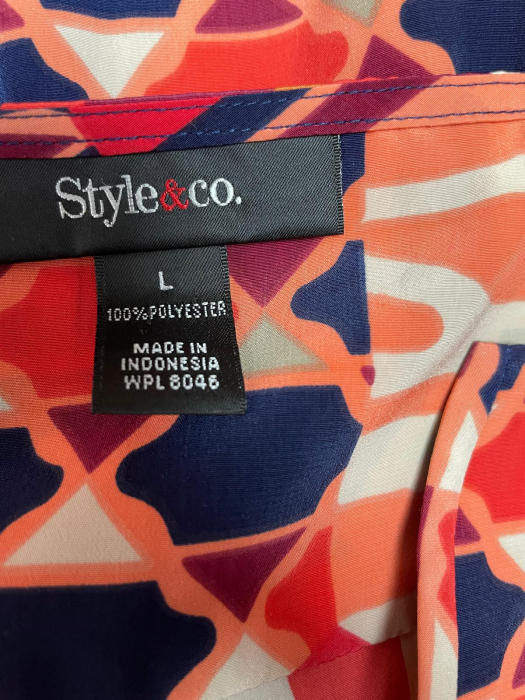 Style&co.
L
100%POLYESTER
MADE IN
INDONESIA
WPL 8046